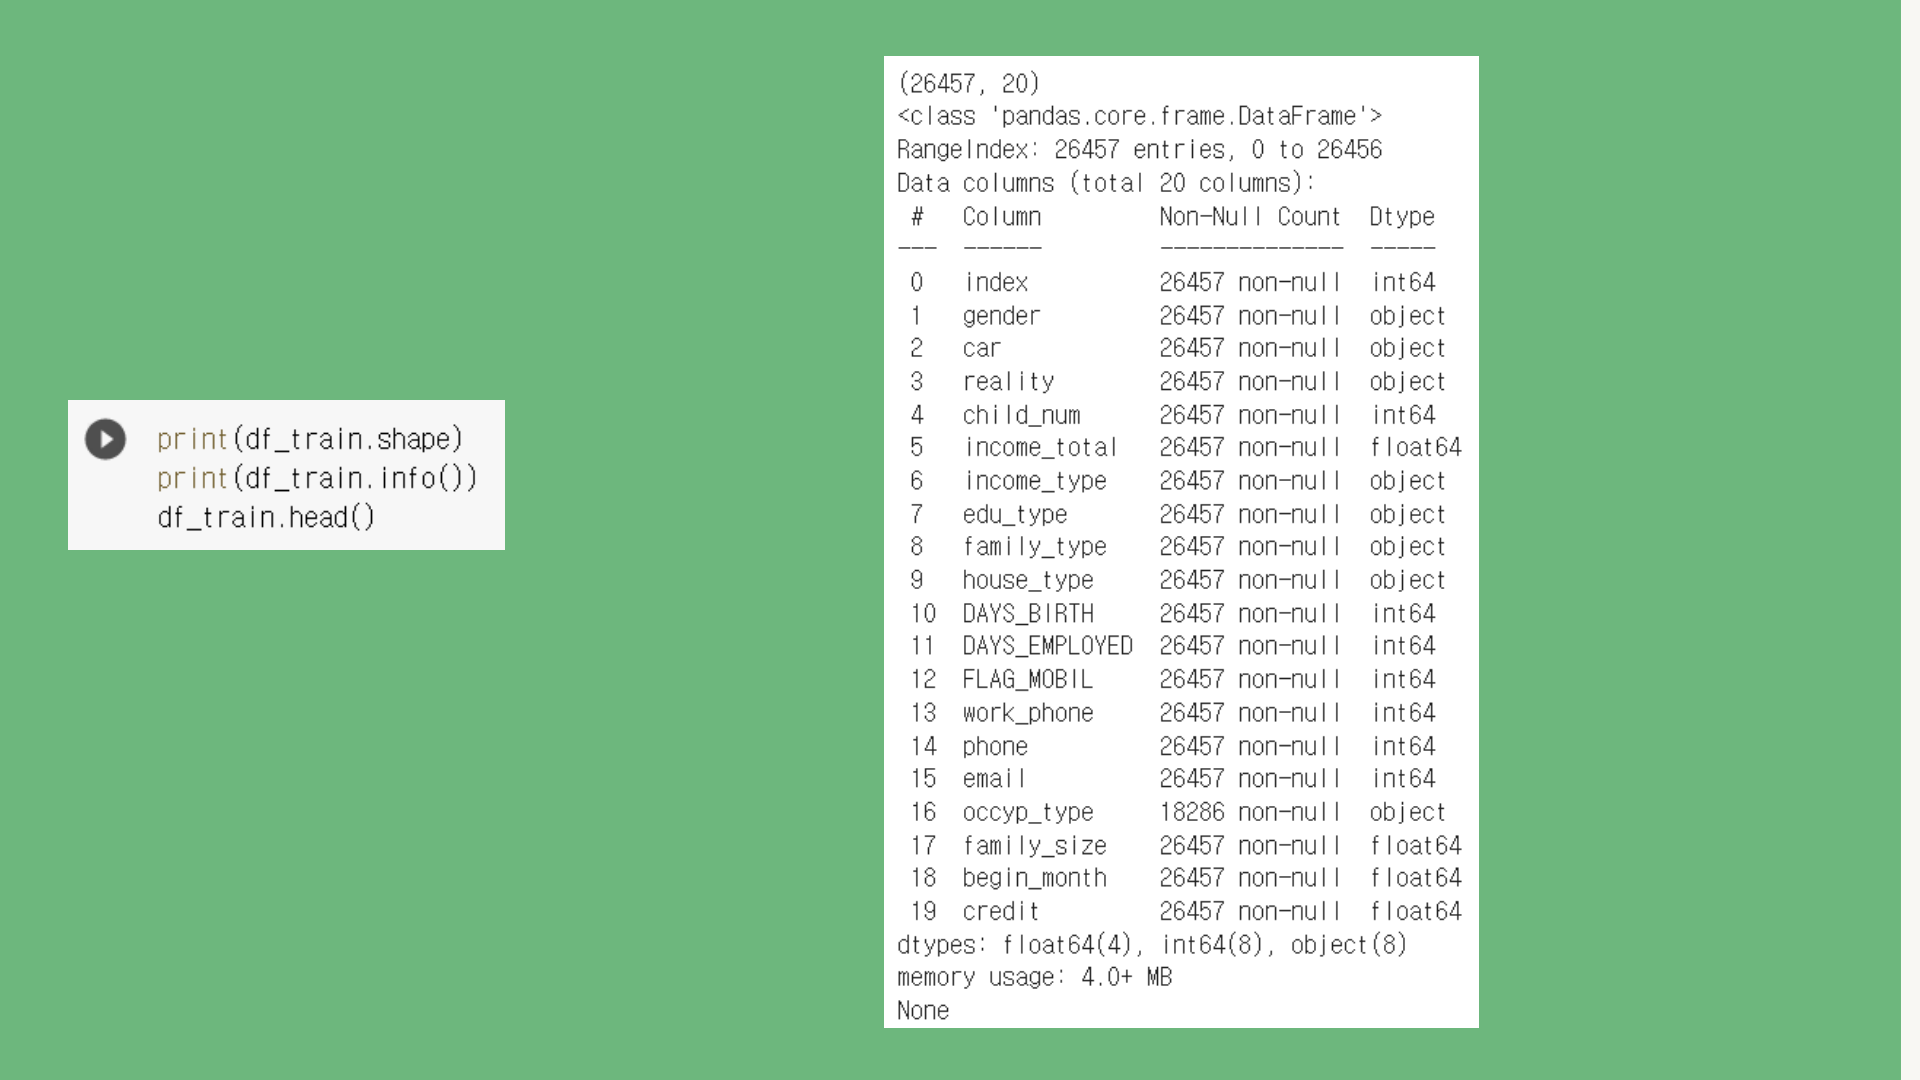 print(df_train.shape)
print(df_train.info())
df_train.head()
(26457, 20)
<class 'pandas.core.frame.DataFrame'>
RangeIndex: 26457 entries, 0 to 26456
Data columns (total 20 columns):
#   Column         Non-Null Count  Dtype
---  ------         --------------  -----
0   index          26457 non-null  int64
1   gender         26457 non-null  object
2   car            26457 non-null  object
3   reality        26457 non-null  object
4   child_num      26457 non-null  int64
5   income_total   26457 non-null  float64
6   income_type    26457 non-null  object
7   edu_type       26457 non-null  object
8   family_type    26457 non-null  object
9   house_type     26457 non-null  object
10  DAYS_BIRTH     26457 non-null  int64
11  DAYS_EMPLOYED  26457 non-null  int64
12  FLAG_MOBIL     26457 non-null  int64
13  work_phone     26457 non-null  int64
14  phone          26457 non-null  int64
15  email          26457 non-null  int64
16  occyp_type     18286 non-null  object
17  family_size    26457 non-null  float64
18  begin_month    26457 non-null  float64
19  credit         26457 non-null  float64
dtypes: float64(4), int64(8), object(8)
memory usage: 4.0+ MB
None